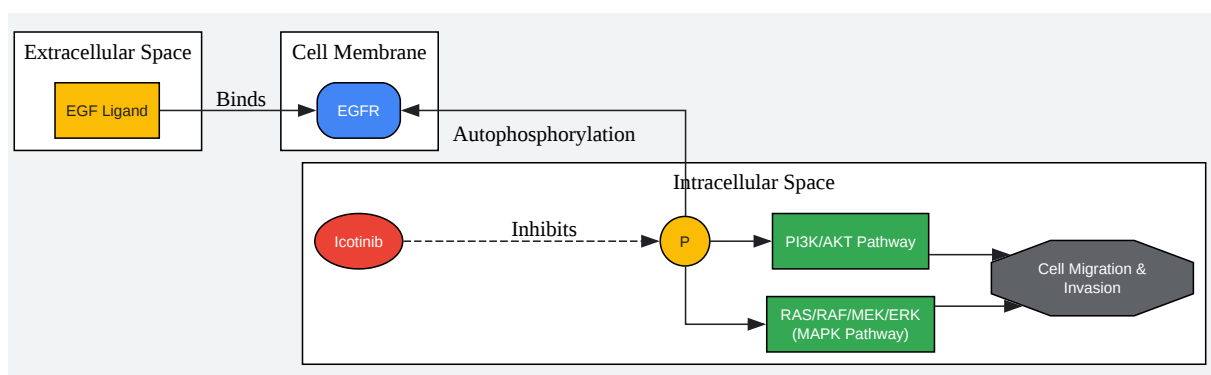 Extracellular Space
Cell Membrane
EGF Ligand
Binds
EGFR
Autophosphorylation
Intracellular Space
Icotinib
Inhibits
P
PI3K/AKT Pathway
Cell Migration &
Invasion
RAS/RAF/MEK/ERK
(MAPK Pathway)